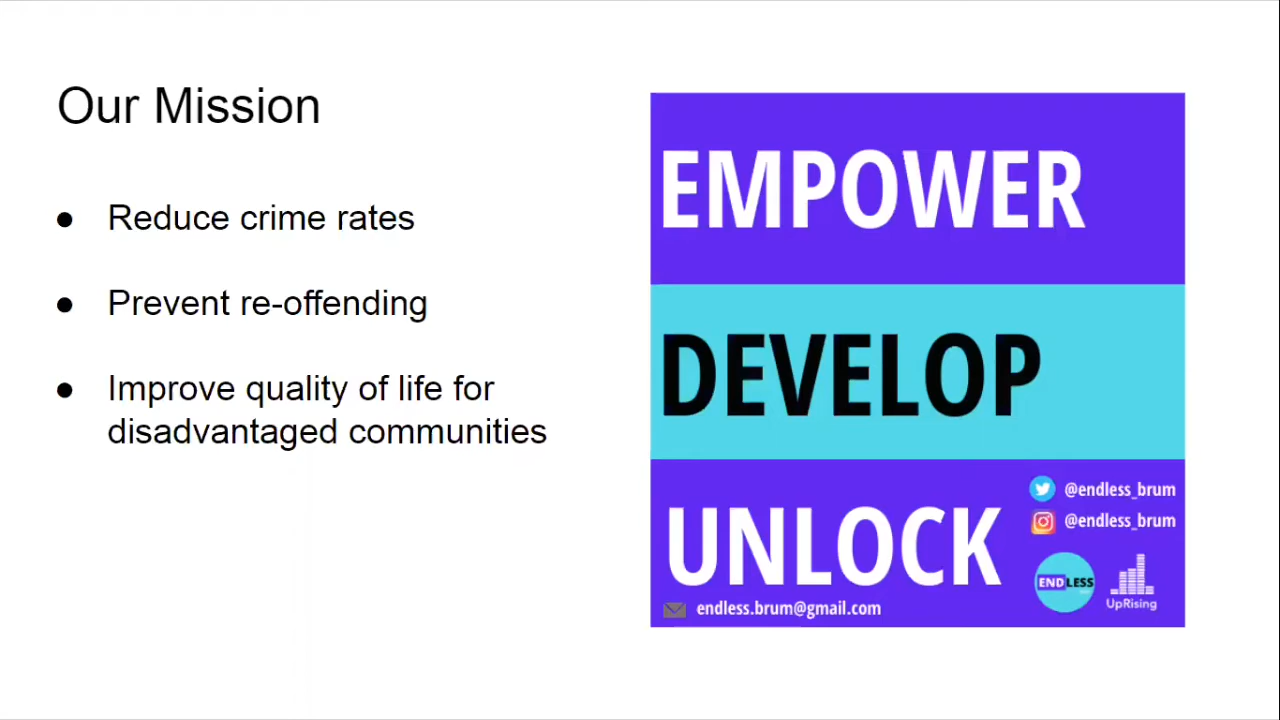 Our Mission
● Reduce crime rates
● Prevent re-offending
● Improve quality of life for
disadvantaged communities
EMPOWER
DEVELOP
UNLOCK
@endless_brum
@endless_brum
ENDLESS
UpRising
endless.brum@gmail.com